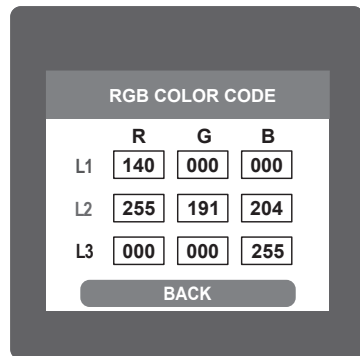 RGB COLOR CODE
R G B
L1 140 000 000
L2 255 191 204
L3 000 000 255
BACK